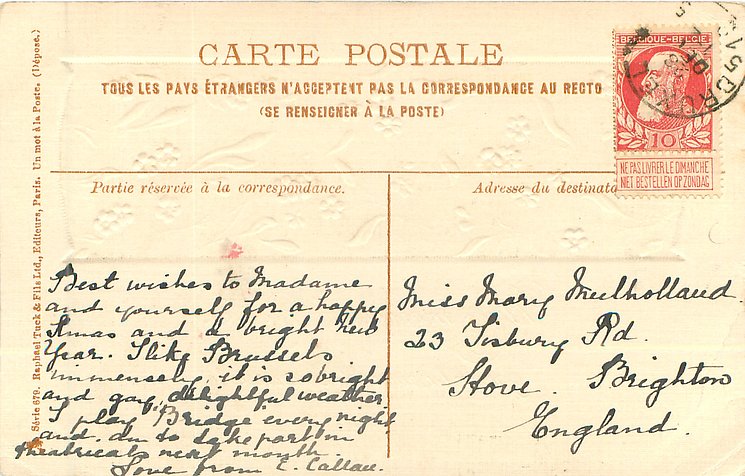 CARTE POSTALE
TOUS LES PAYS ÉTRANGERS N'ACCEPTENT PAS LA CORRESPONDANCE AU RECTO
(SE RENSEIGNER À LA POSTE)
BELGIQUE-BELGIË
10
NE PAS LIVRER LE DIMANCHE
NIET BESTELLEN OP ZONDAG
Partie réservée à la correspondance.
Adresse du destinata
Série 679. Raphael Tuck & Fils Ltd., Editeurs, Paris. Un mot à la Poste. (Déposé.)
Best wishes to Madame
and yourself for a happy
Xmas and a bright New
Year. I like Brussels
immensely, it is so bright
and gay, delightful weather
I play "Bridge every night
and am to take part in
theatricals next month.
Love from C. Callan.
Miss Mary Mulholland.
23 Tisbury Rd.
Hove. Brighton
England.